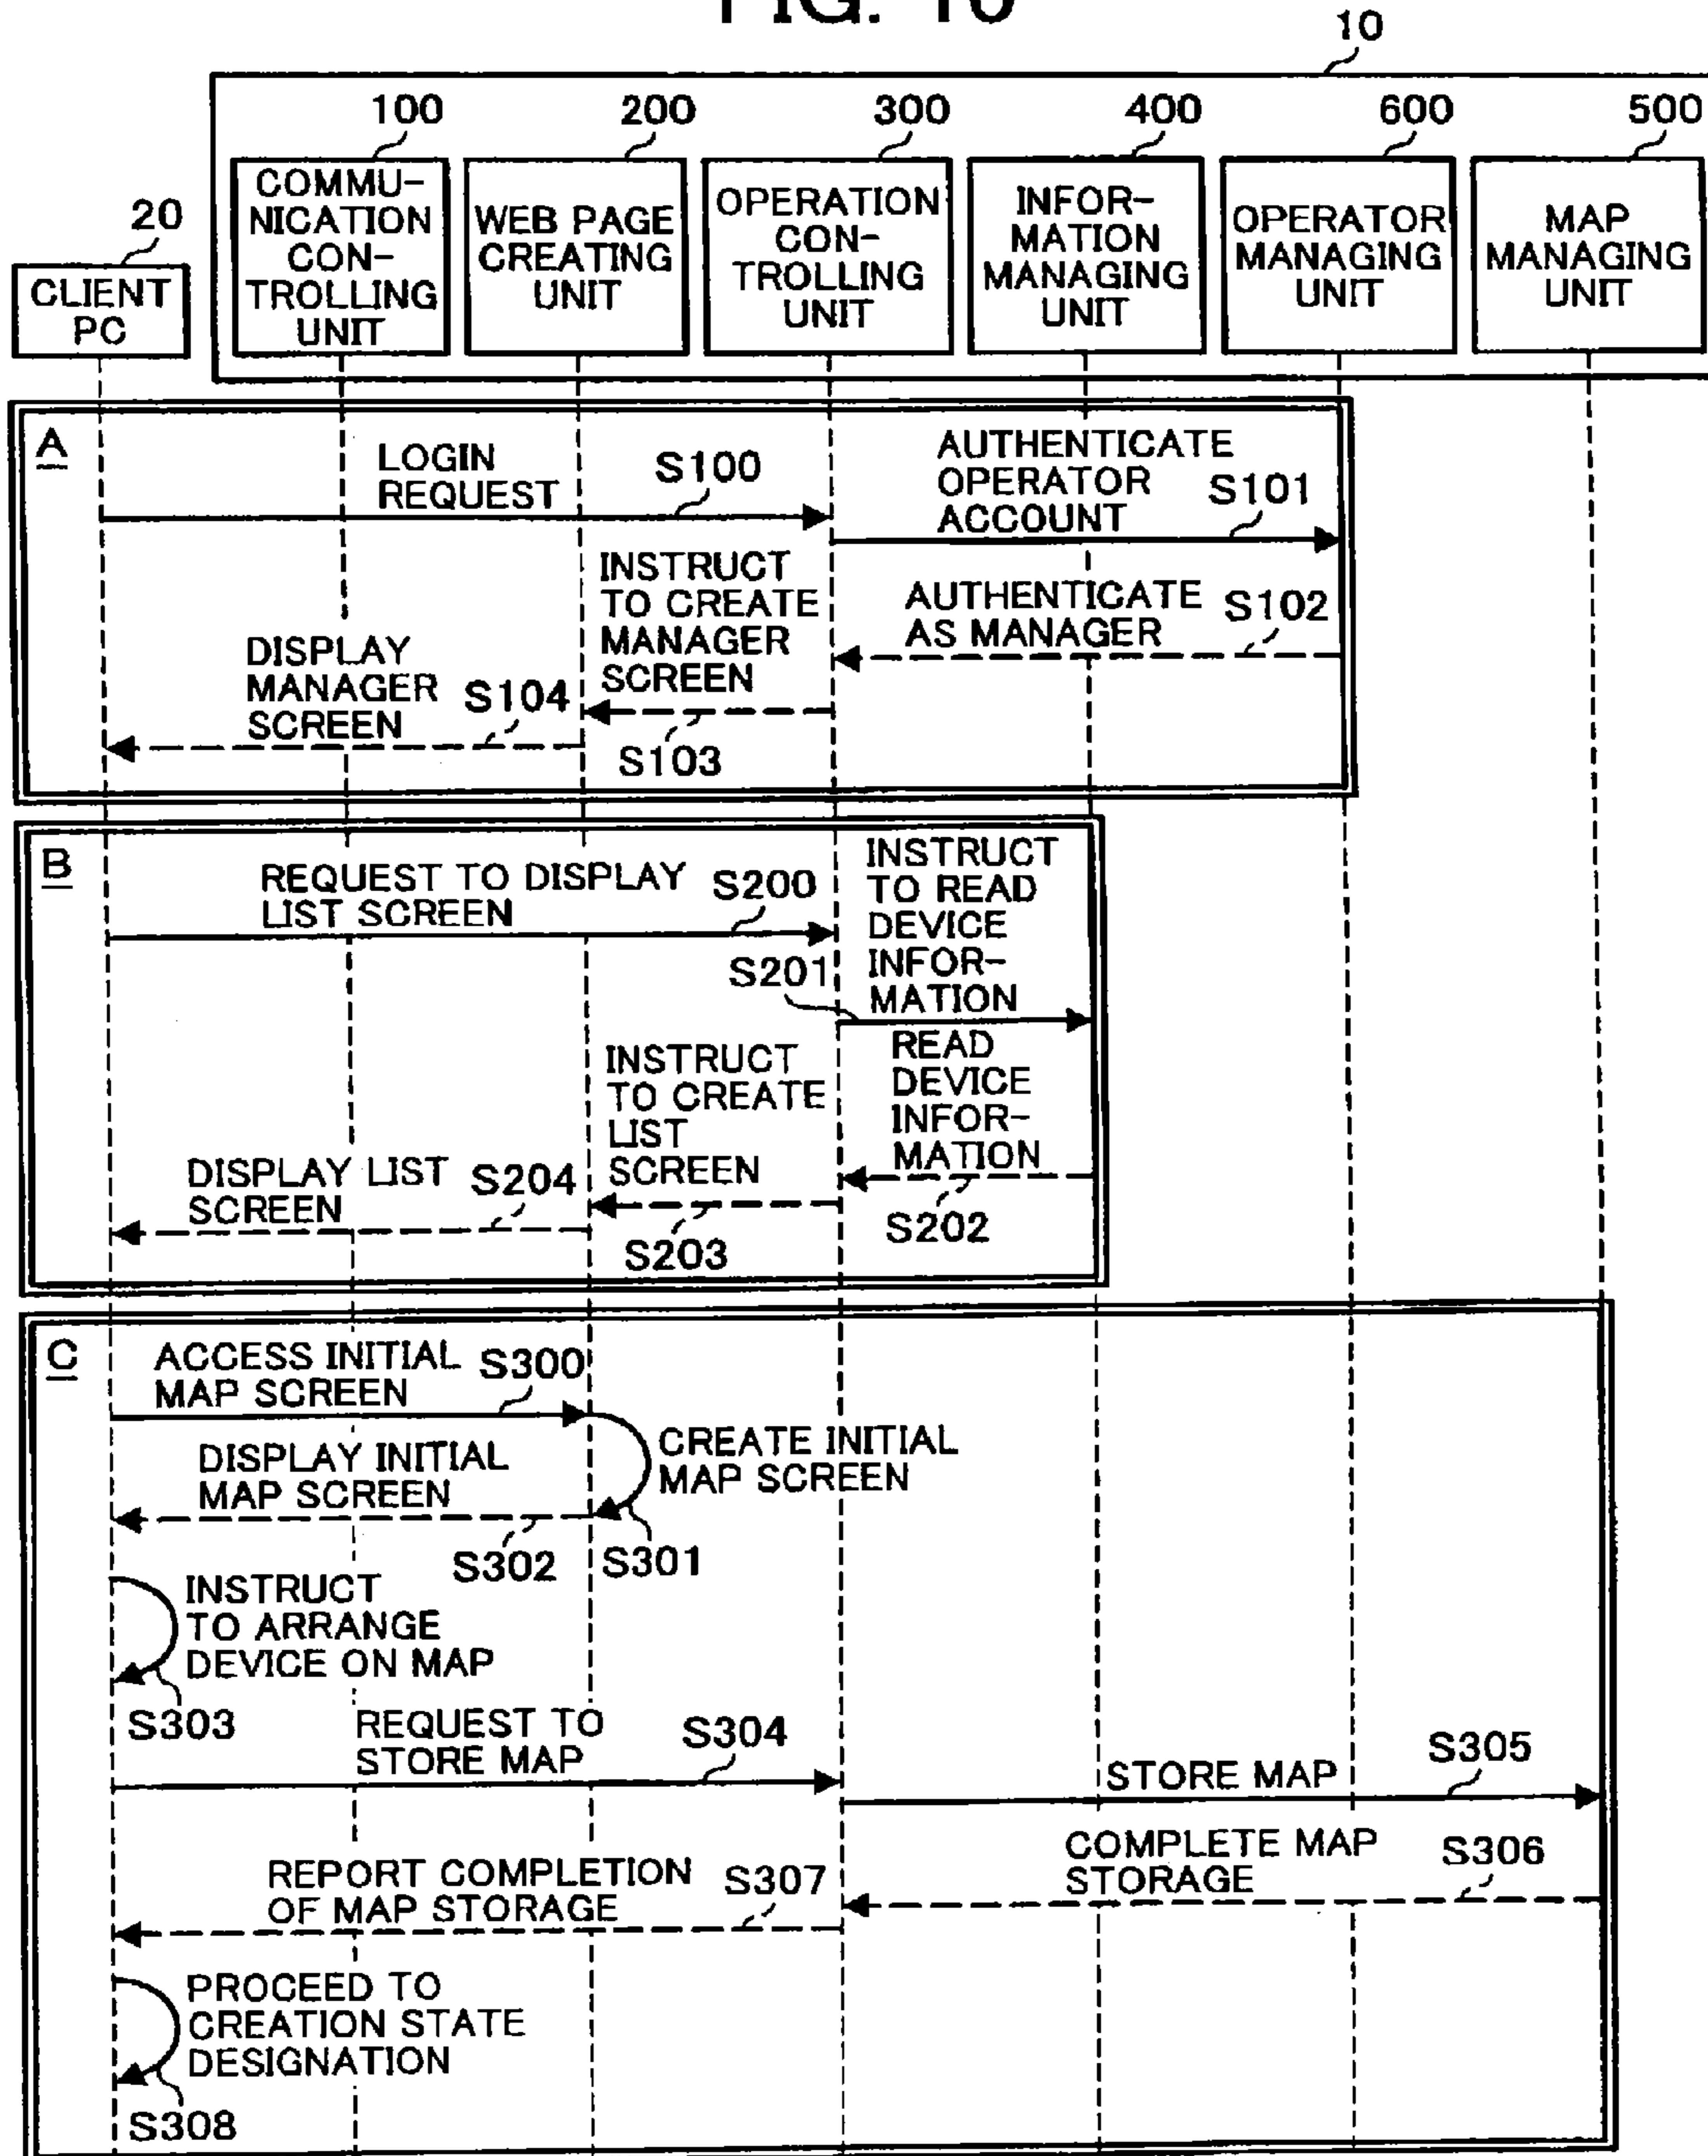 FIG. 10
10
100
200
300
400
600
500
20
CLIENT
PC
COMMU-
NICATION
CON-
TROLLING
UNIT
WEB PAGE
CREATING
UNIT
OPERATION
CON-
TROLLING
UNIT
INFOR-
MATION
MANAGING
UNIT
OPERATOR
MANAGING
UNIT
MAP
MANAGING
UNIT
A
LOGIN
REQUEST
S100
AUTHENTICATE
OPERATOR
ACCOUNT
S101
AUTHENTICATE
AS MANAGER
S102
INSTRUCT
TO CREATE
MANAGER
SCREEN
S103
DISPLAY
MANAGER
SCREEN
S104
B
REQUEST TO DISPLAY
LIST SCREEN
S200
INSTRUCT
TO READ
DEVICE
INFOR-
MATION
S201
READ
DEVICE
INFOR-
MATION
S202
INSTRUCT
TO CREATE
LIST
SCREEN
S203
DISPLAY LIST
SCREEN
S204
C
ACCESS INITIAL
MAP SCREEN
S300
CREATE INITIAL
MAP SCREEN
S301
DISPLAY INITIAL
MAP SCREEN
S302
INSTRUCT
TO ARRANGE
DEVICE ON MAP
S303
REQUEST TO
STORE MAP
S304
STORE MAP
S305
COMPLETE MAP
STORAGE
S306
REPORT COMPLETION
OF MAP STORAGE
S307
PROCEED TO
CREATION STATE
DESIGNATION
S308